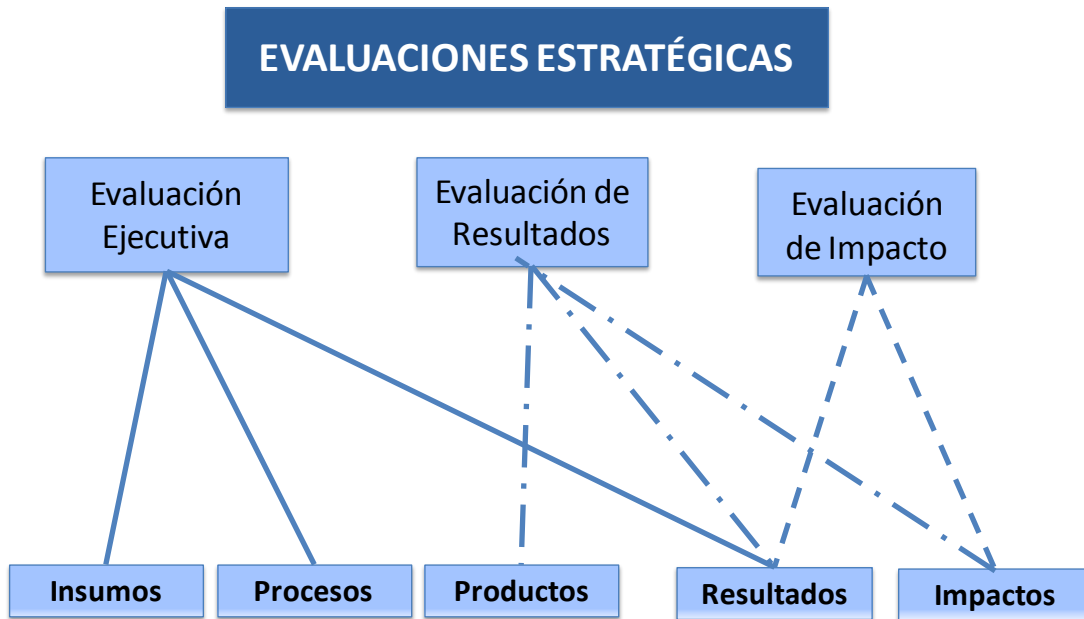 EVALUACIONES ESTRATÉGICAS
Evaluación
Ejecutiva
Evaluación de
Resultados
Evaluación
de Impacto
Insumos
Procesos
Productos
Resultados
Impactos